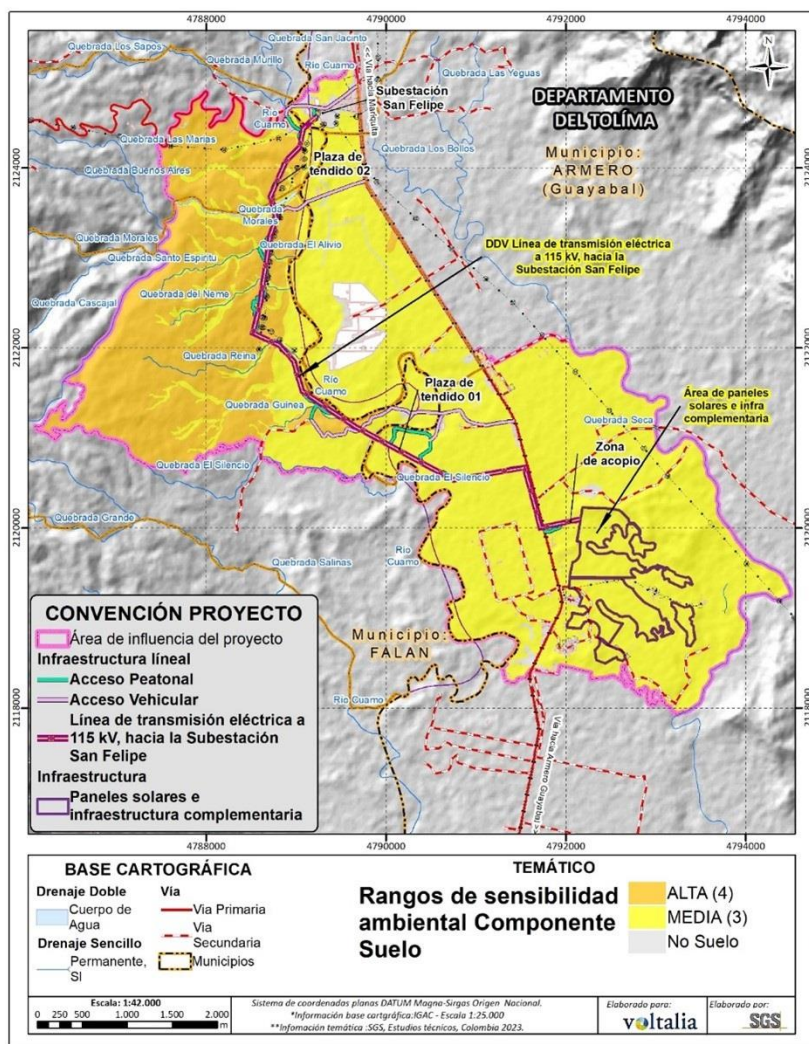 4788000
4790000
4792000
4794000
Quebrada San Jacinto
Quebrada Los Sapos
Quebrada Murillo
Río
Cuamo
<< Vía hacia Mariquita
Quebrada Las Yeguas
N
Subestación
San Felipe
DEPARTAMENTO
DEL TOLÍMA
Río
Cuamo
Quebrada Las Marias
2124000
2124000
Quebrada Los Bollos
Municipio:
ARMERO
(Guayabal)
Plaza de
tendido 02
Quebrada Buenos Aires
Quebrada
Morales
Quebrada Morales
Quebrada El Alivio
Quebrada Santo Espiritu
DDV Línea de transmisión eléctrica
a 115 kV, hacia la
Subestación San Felipe
Quebrada del Neme
Quebrada Cascajal
2122000
2122000
Quebrada Reina
Río
Cuamo
Plaza de
tendido 01
Área de paneles
solares e infra
complementaria
Quebrada Guinea
Quebrada Seca
Zona
de acopio
Quebrada El Silencio
Quebrada El Silencio
Quebrada Grande
2120000
2120000
Río
Cuamo
Quebrada Salinas
Municipio:
FALAN
Río Cuamo
2118000
2118000
Vía hacia Armero Guayabal >>
CONVENCIÓN PROYECTO
Área de influencia del proyecto
Infraestructura líneal
Acceso Peatonal
Acceso Vehicular
Línea de transmisión eléctrica a
115 kV, hacia la Subestación
San Felipe
Infraestructura
Paneles solares e
infraestructura complementaria
4788000
4790000
4792000
4794000
BASE CARTOGRÁFICA
Drenaje Doble
Cuerpo de
Agua
Drenaje Sencillo
Permanente,
SI
Vía
Via Primaria
Via
Secundaria
Municipios
TEMÁTICO
Rangos de sensibilidad
ambiental Componente
Suelo
ALTA (4)
MEDIA (3)
No Suelo
Escala: 1:42.000
0 250 500 1.000 1.500 2.000
m
Sistema de coordenadas planas DATUM Magna-Sirgas Origen Nacional.
*Información base cartgráfica:IGAC - Escala 1:25.000
**Infomación temática :SGS, Estudios técnicos, Colombia 2023.
Elaborado para:
voltalia
Elaborado por:
SGS